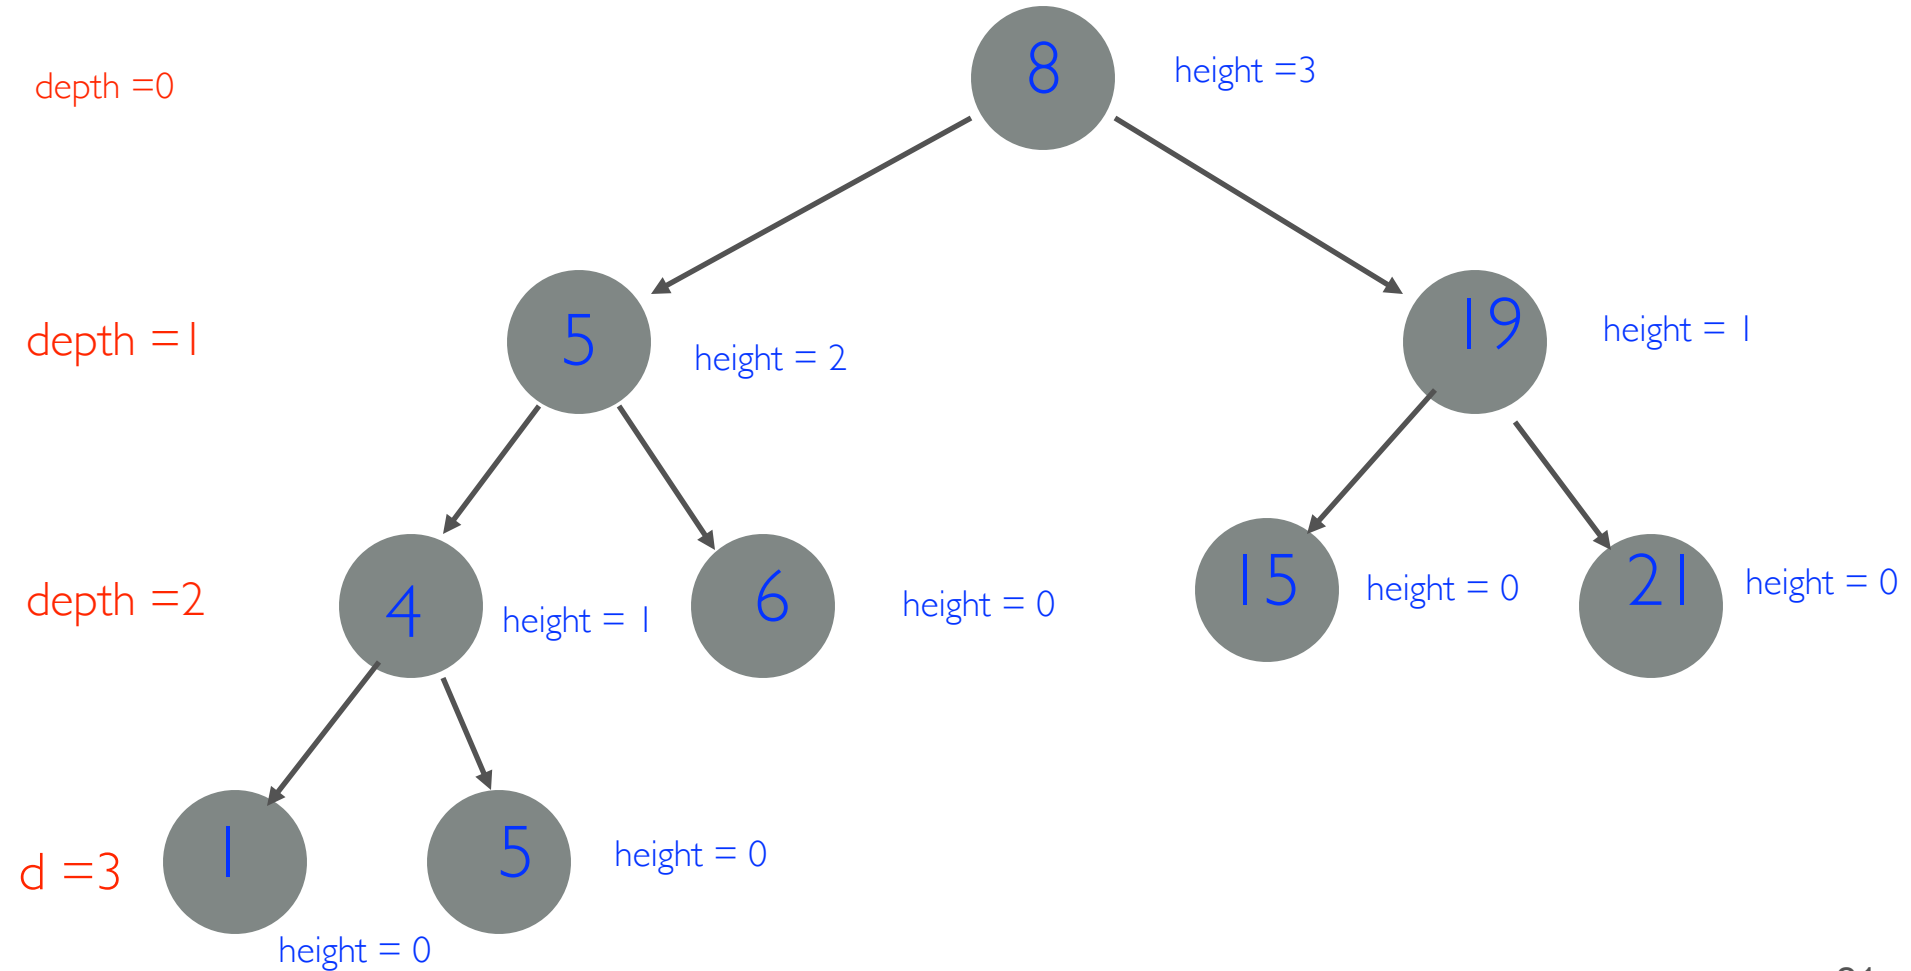 8
depth =0
height =3
depth =1
5
height = 2
19
height = 1
depth =2
4
height = 1
6
height = 0
15
height = 0
21
height = 0
d =3
1
5
height = 0
height = 0